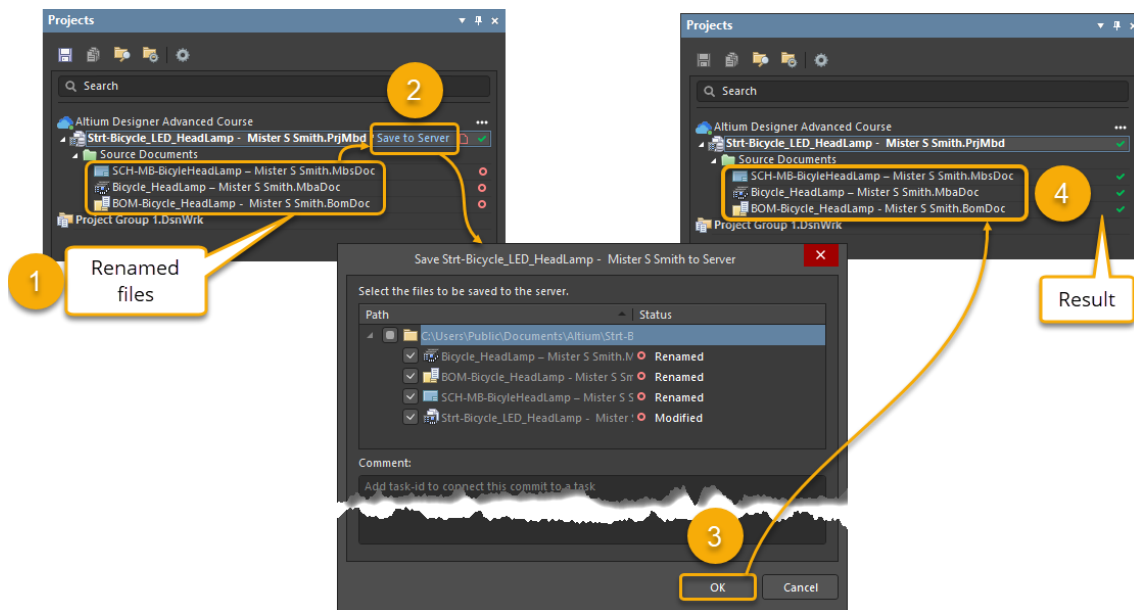 Projects
Search
2
Altium Designer Advanced Course
Strt-Bicycle_LED_HeadLamp - Mister S Smith.PrjMbd Save to Server
Source Documents
SCH-MB-BicyleHeadLamp – Mister S Smith.MbsDoc
Bicycle_HeadLamp – Mister S Smith.MbaDoc
BOM-Bicycle_HeadLamp - Mister S Smith.BomDoc
Project Group 1.DsnWrk
1
Renamed
files
Projects
Search
Altium Designer Advanced Course
Strt-Bicycle_LED_HeadLamp - Mister S Smith.PrjMbd
Source Documents
SCH-MB-BicyleHeadLamp – Mister S Smith.MbsDoc
Bicycle_HeadLamp – Mister S Smith.MbaDoc
BOM-Bicycle_HeadLamp - Mister S Smith.BomDoc
Project Group 1.DsnWrk
4
Result
Save Strt-Bicycle_LED_HeadLamp - Mister S Smith to Server
Select the files to be saved to the server.
Path Status
C:\Users\Public\Documents\Altium\Strt-B
Bicycle_HeadLamp – Mister S Smith.M Renamed
BOM-Bicycle_HeadLamp - Mister S Sm Renamed
SCH-MB-BicyleHeadLamp – Mister S S Renamed
Strt-Bicycle_LED_HeadLamp - Mister Modified
Comment:
Add task-id to connect this commit to a task
3
OK Cancel